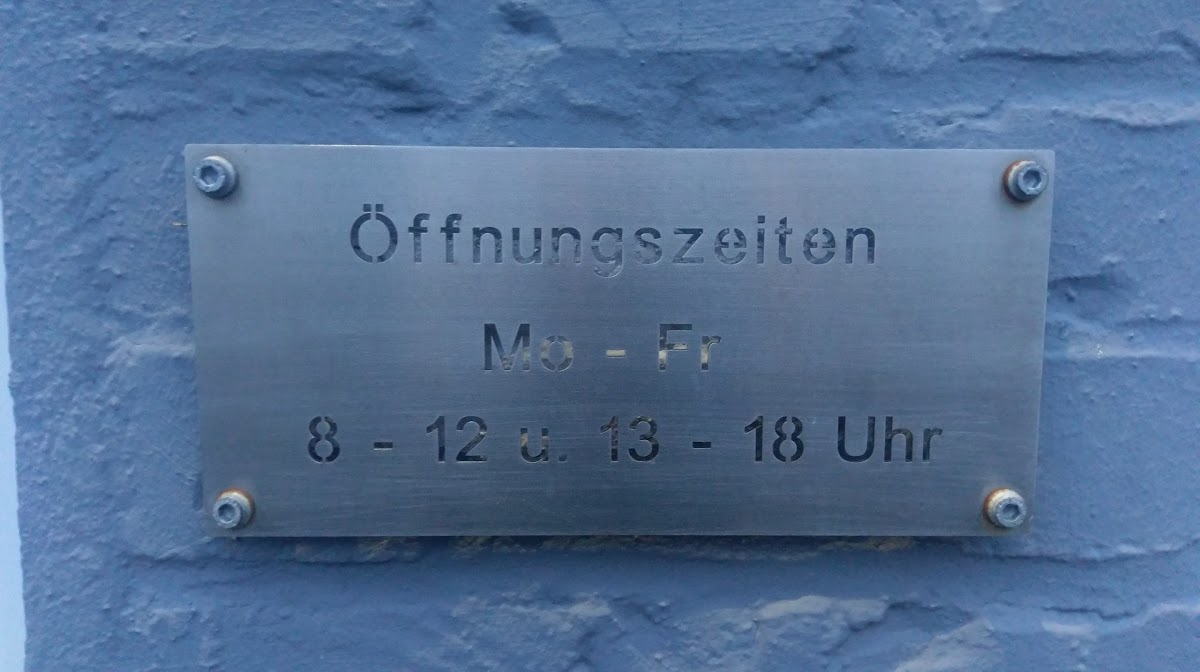 Öffnungszeiten
Mo - Fr
8 - 12 u. 13 - 18 Uhr